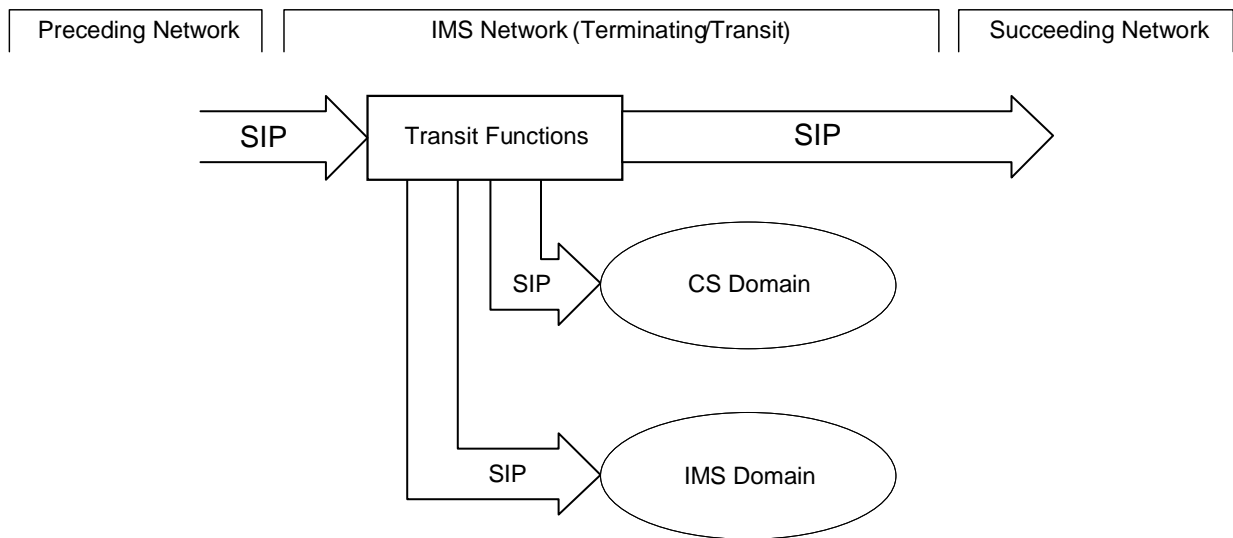 Preceding Network
IMS Network (Terminating/Transit)
Succeeding Network
SIP
Transit Functions
SIP
SIP
CS Domain
SIP
IMS Domain